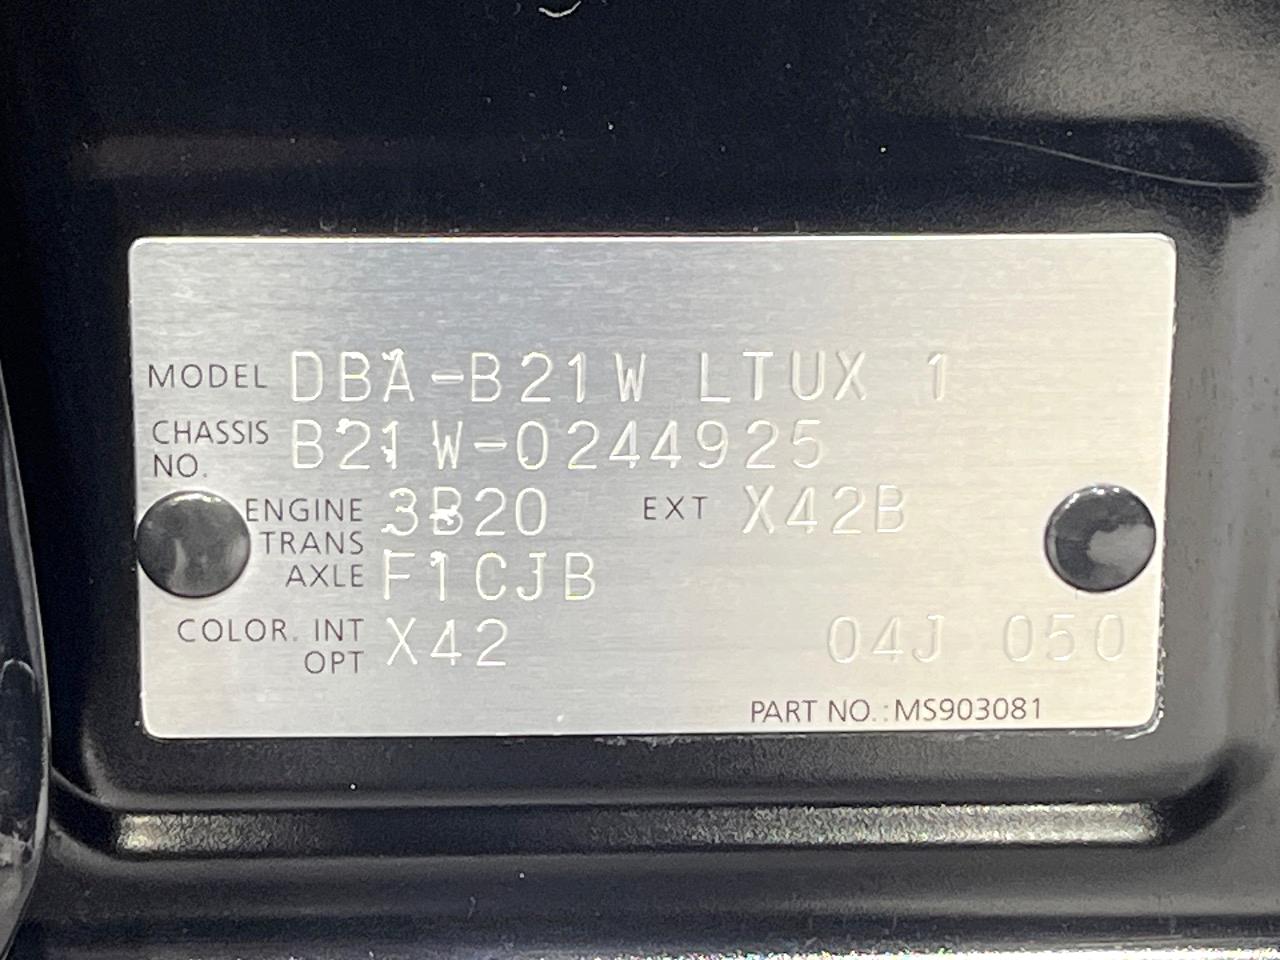 MODEL DBA-B21W LTUX 1
CHASSIS NO. B21W-0244925
ENGINE 3B20 EXT X42B
TRANS AXLE F1CJB
COLOR. INT X42 04J 050
OPT
PART NO.:MS903081